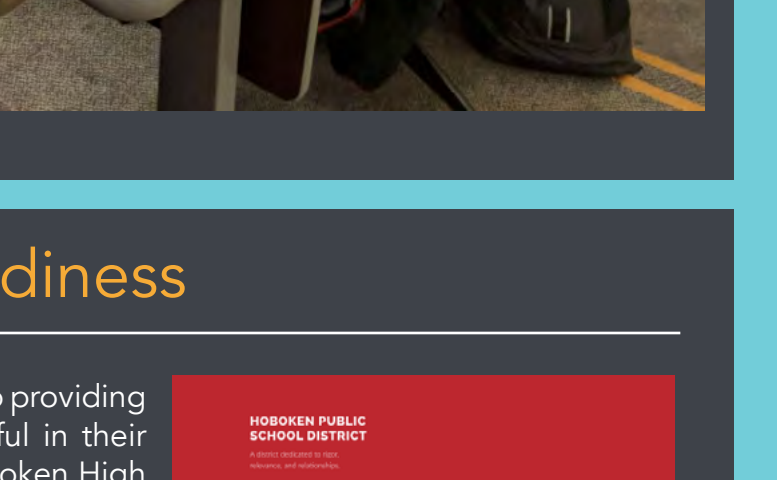 diness
providing
ful in their
oken High
HOBOKEN PUBLIC
SCHOOL DISTRICT
A district dedicated to rigor,
relevance, and relationships.